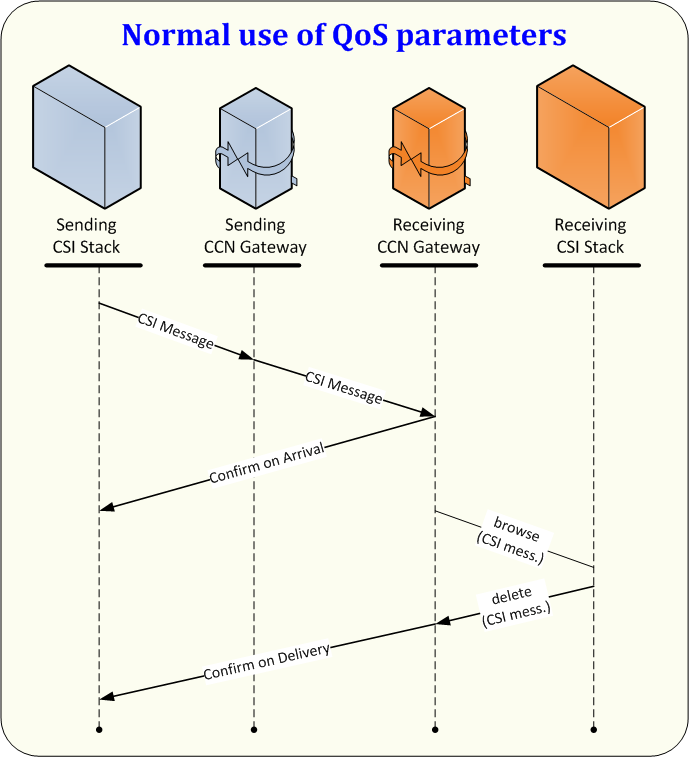 Normal use of QoS parameters
Sending
CSI Stack
Sending
CCN Gateway
Receiving
CCN Gateway
Receiving
CSI Stack
CSI Message
CSI Message
Confirm on Arrival
browse
(CSI mess.)
delete
(CSI mess.)
Confirm on Delivery